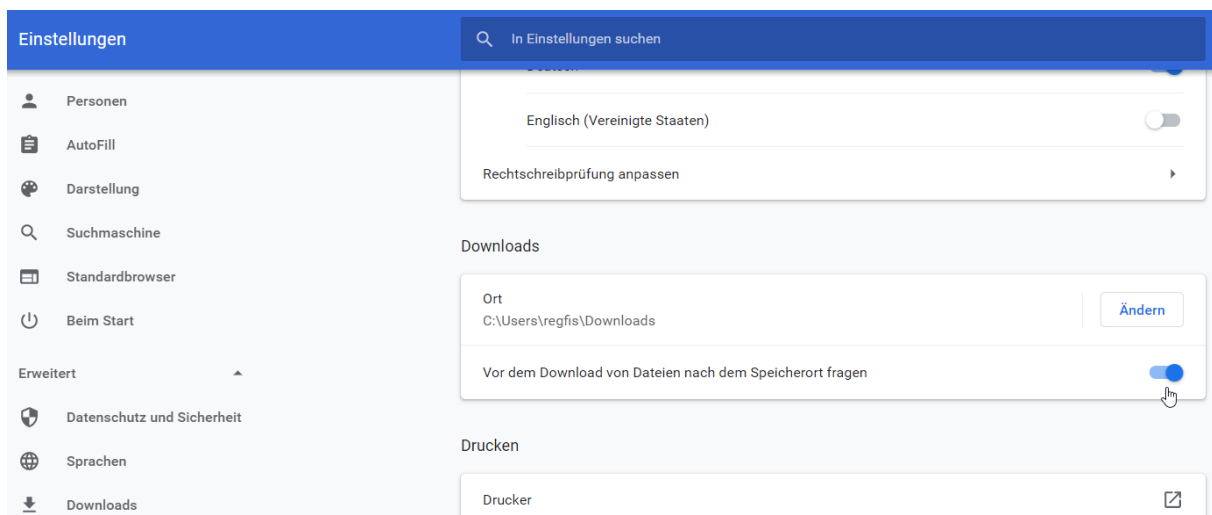 Einstellungen
In Einstellungen suchen
Personen
AutoFill
Darstellung
Suchmaschine
Standardbrowser
Beim Start
Erweitert
Datenschutz und Sicherheit
Sprachen
Downloads
Englisch (Vereinigte Staaten)
Rechtschreibprüfung anpassen
Downloads
Ort
C:\Users\regfis\Downloads
Ändern
Vor dem Download von Dateien nach dem Speicherort fragen
Drucken
Drucker